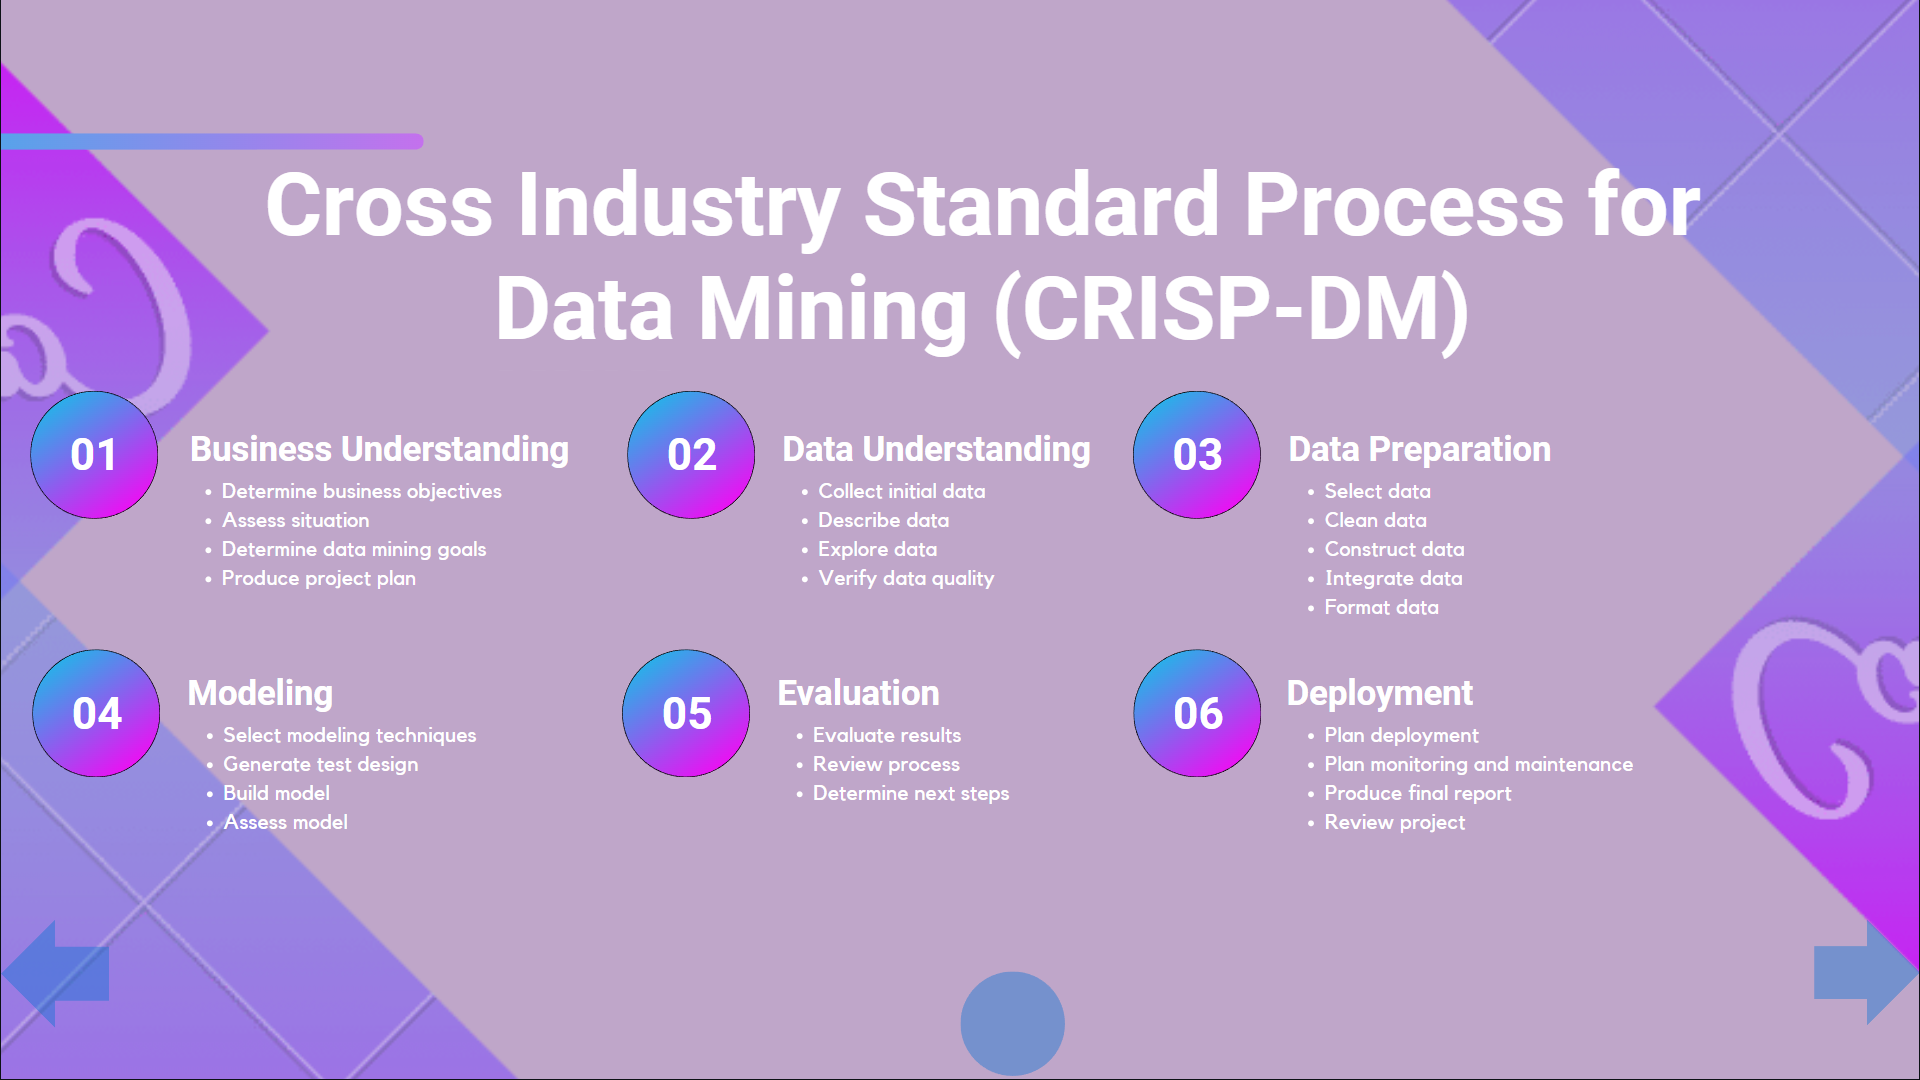 Cross Industry Standard Process for
Data Mining (CRISP-DM)
01
Business Understanding
• Determine business objectives
• Assess situation
• Determine data mining goals
• Produce project plan
02
Data Understanding
• Collect initial data
• Describe data
• Explore data
• Verify data quality
03
Data Preparation
• Select data
• Clean data
• Construct data
• Integrate data
• Format data
04
Modeling
• Select modeling techniques
• Generate test design
• Build model
• Assess model
05
Evaluation
• Evaluate results
• Review process
• Determine next steps
06
Deployment
• Plan deployment
• Plan monitoring and maintenance
• Produce final report
• Review project